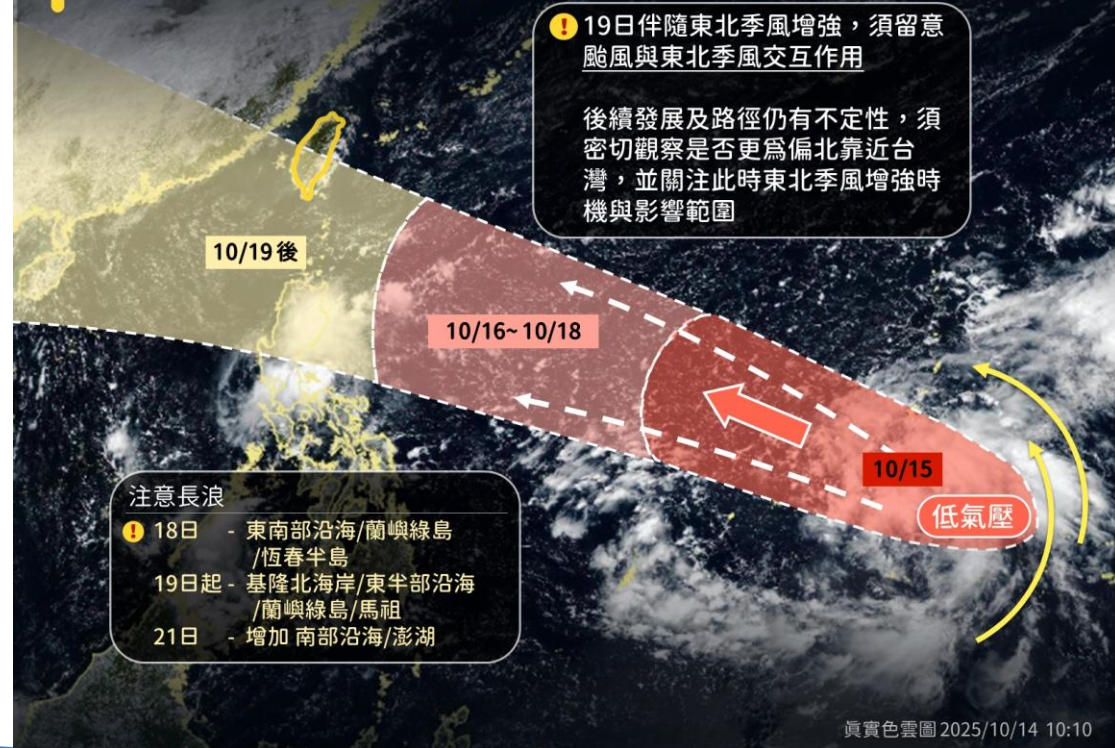 19日伴隨東北季風增強，須留意
颱風與東北季風交互作用
後續發展及路徑仍有不定性，須
密切觀察是否更為偏北靠近台
灣，並關注此時東北季風增強時
機與影響範圍
10/19後
10/16~10/18
10/15
低氣壓
注意長浪
18日 - 東南部沿海/蘭嶼綠島
/恆春半島
19日起 - 基隆北海岸/東半部沿海
/蘭嶼綠島/馬祖
21日 - 增加 南部沿海/澎湖
真實色雲圖2025/10/14 10:10